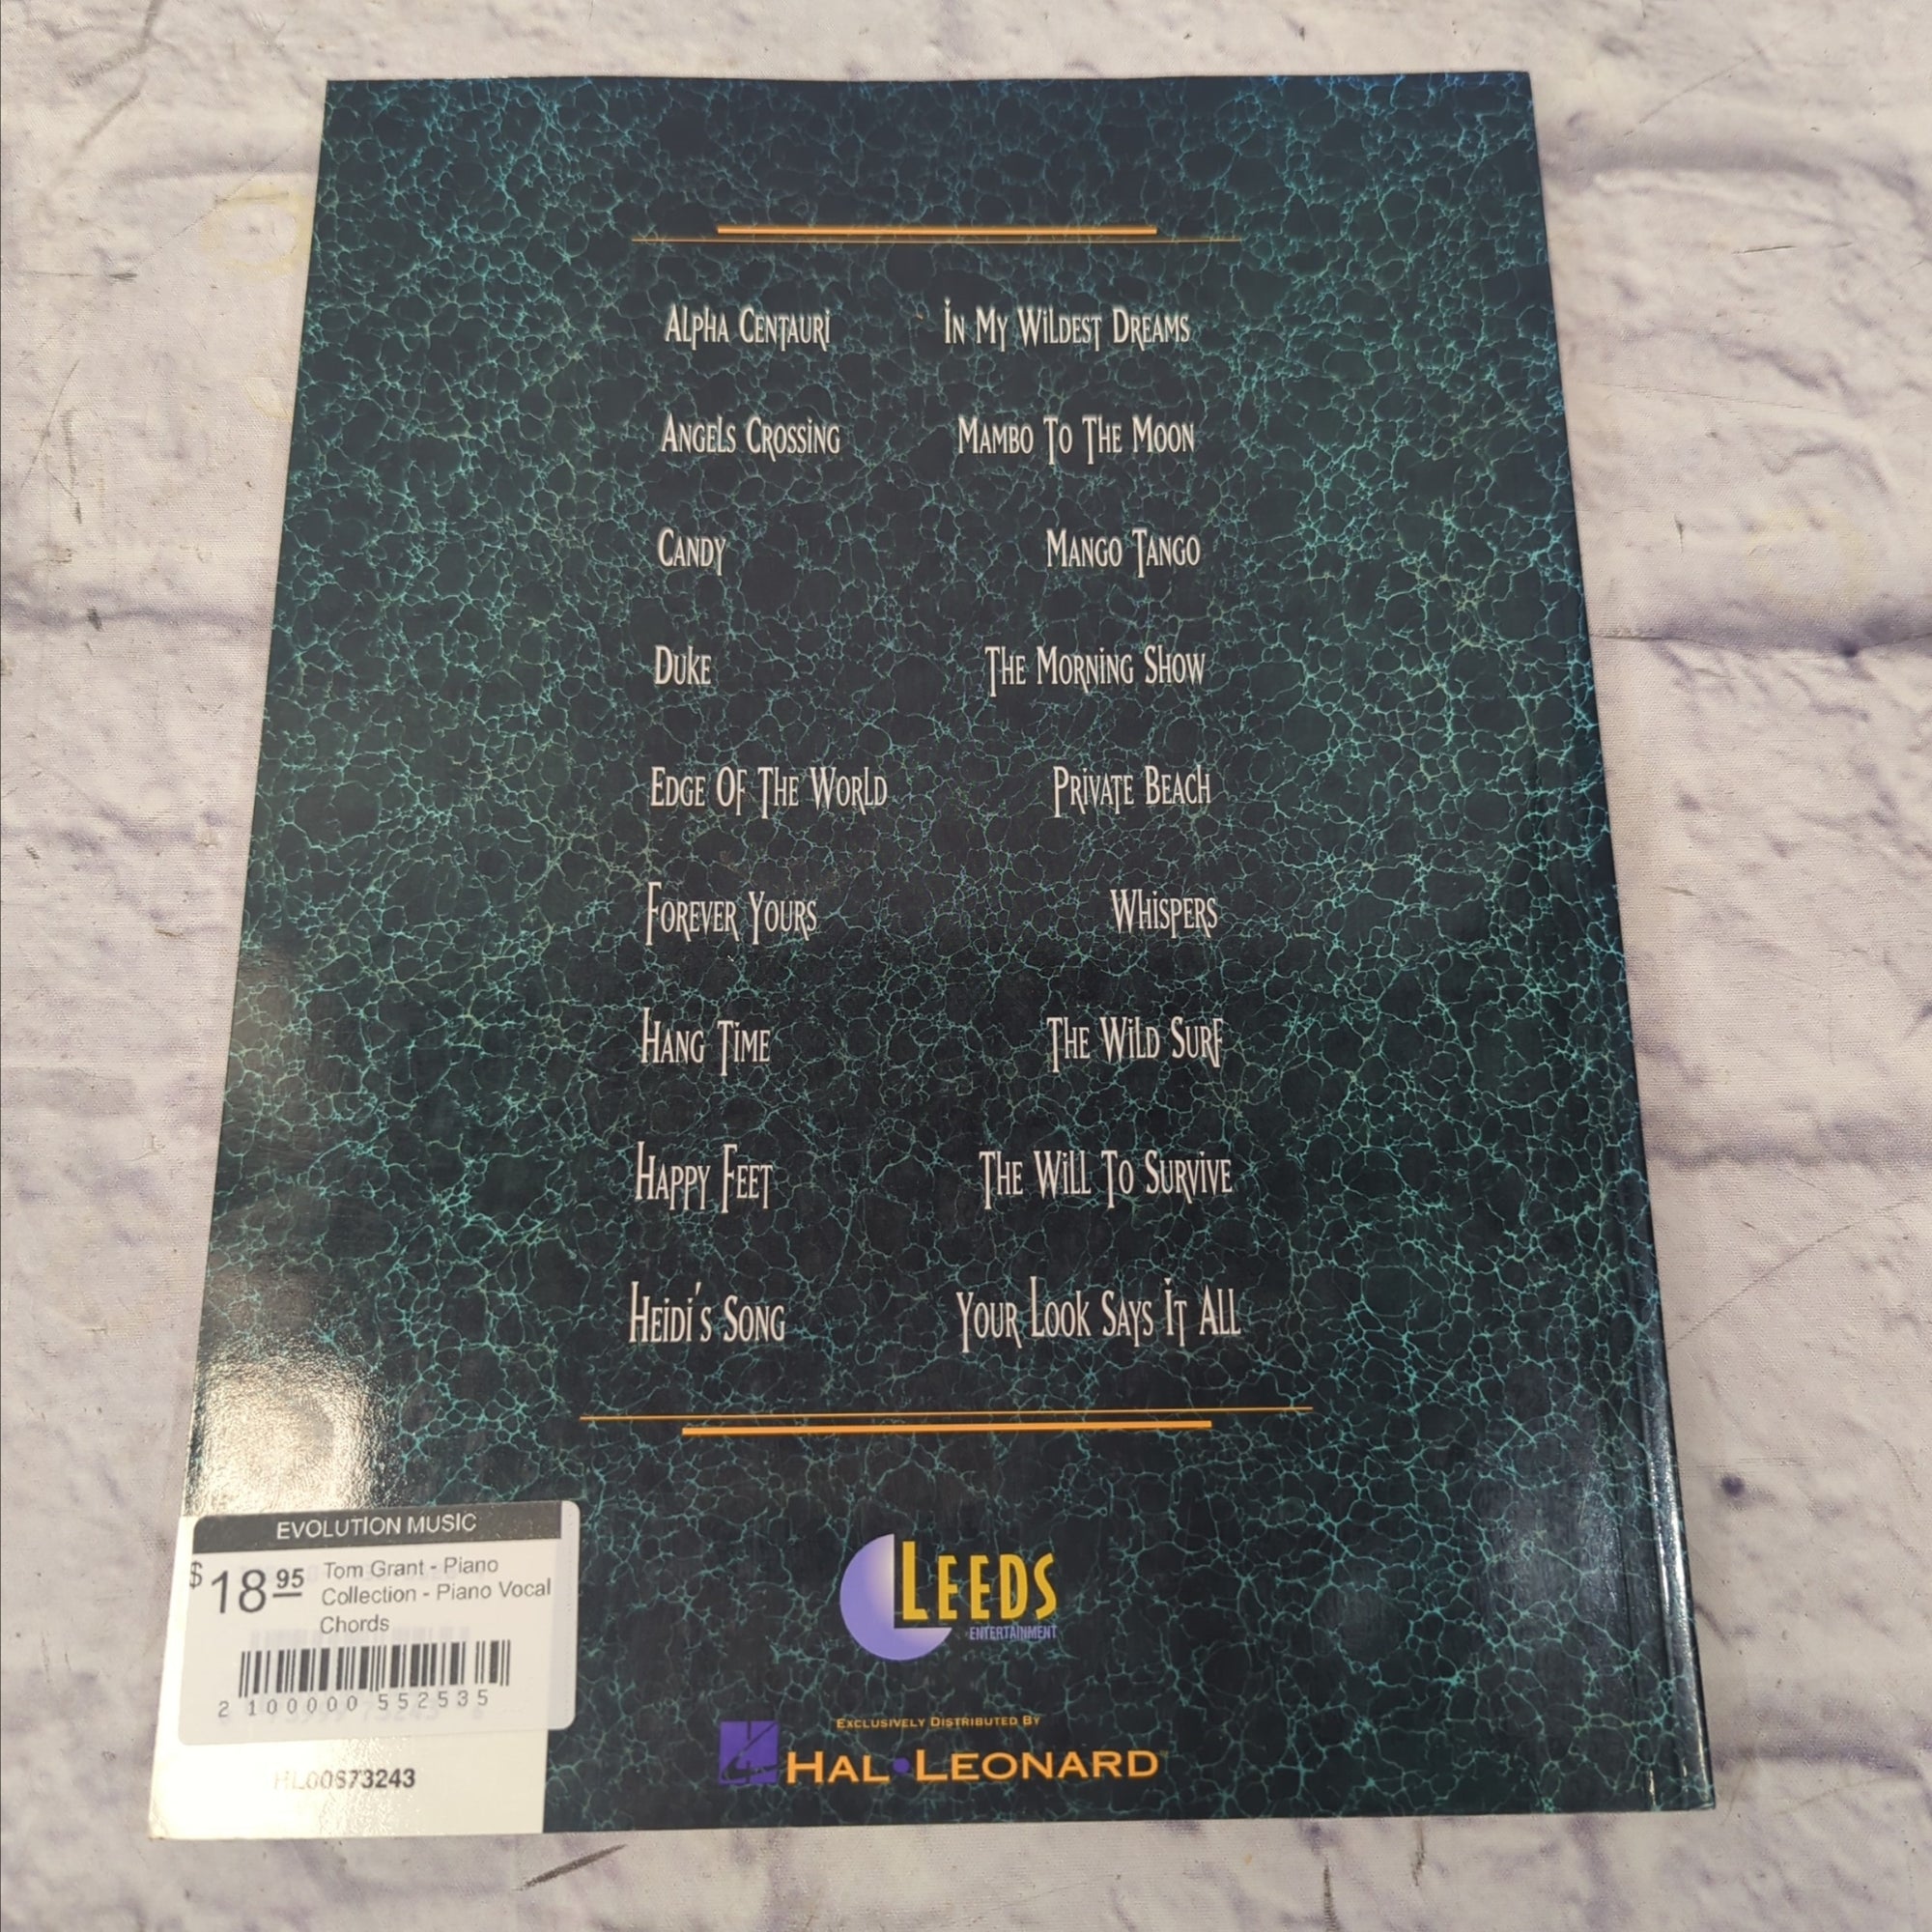 Alpha Centauri
In My Wildest Dreams
Angels Crossing
Mambo To The Moon
Candy
Mango Tango
Duke
The Morning Show
Edge Of The World
Private Beach
Forever Yours
Whispers
Hang Time
The Wild Surf
Happy Feet
The Will To Survive
Heidi's Song
Your Look Says It All
LEEDS
ENTERTAINMENT
Exclusively Distributed By
HAL•LEONARD
EVOLUTION MUSIC
$18.95
Tom Grant - Piano
Collection - Piano Vocal
Chords
2 100000 552535
HL00673243